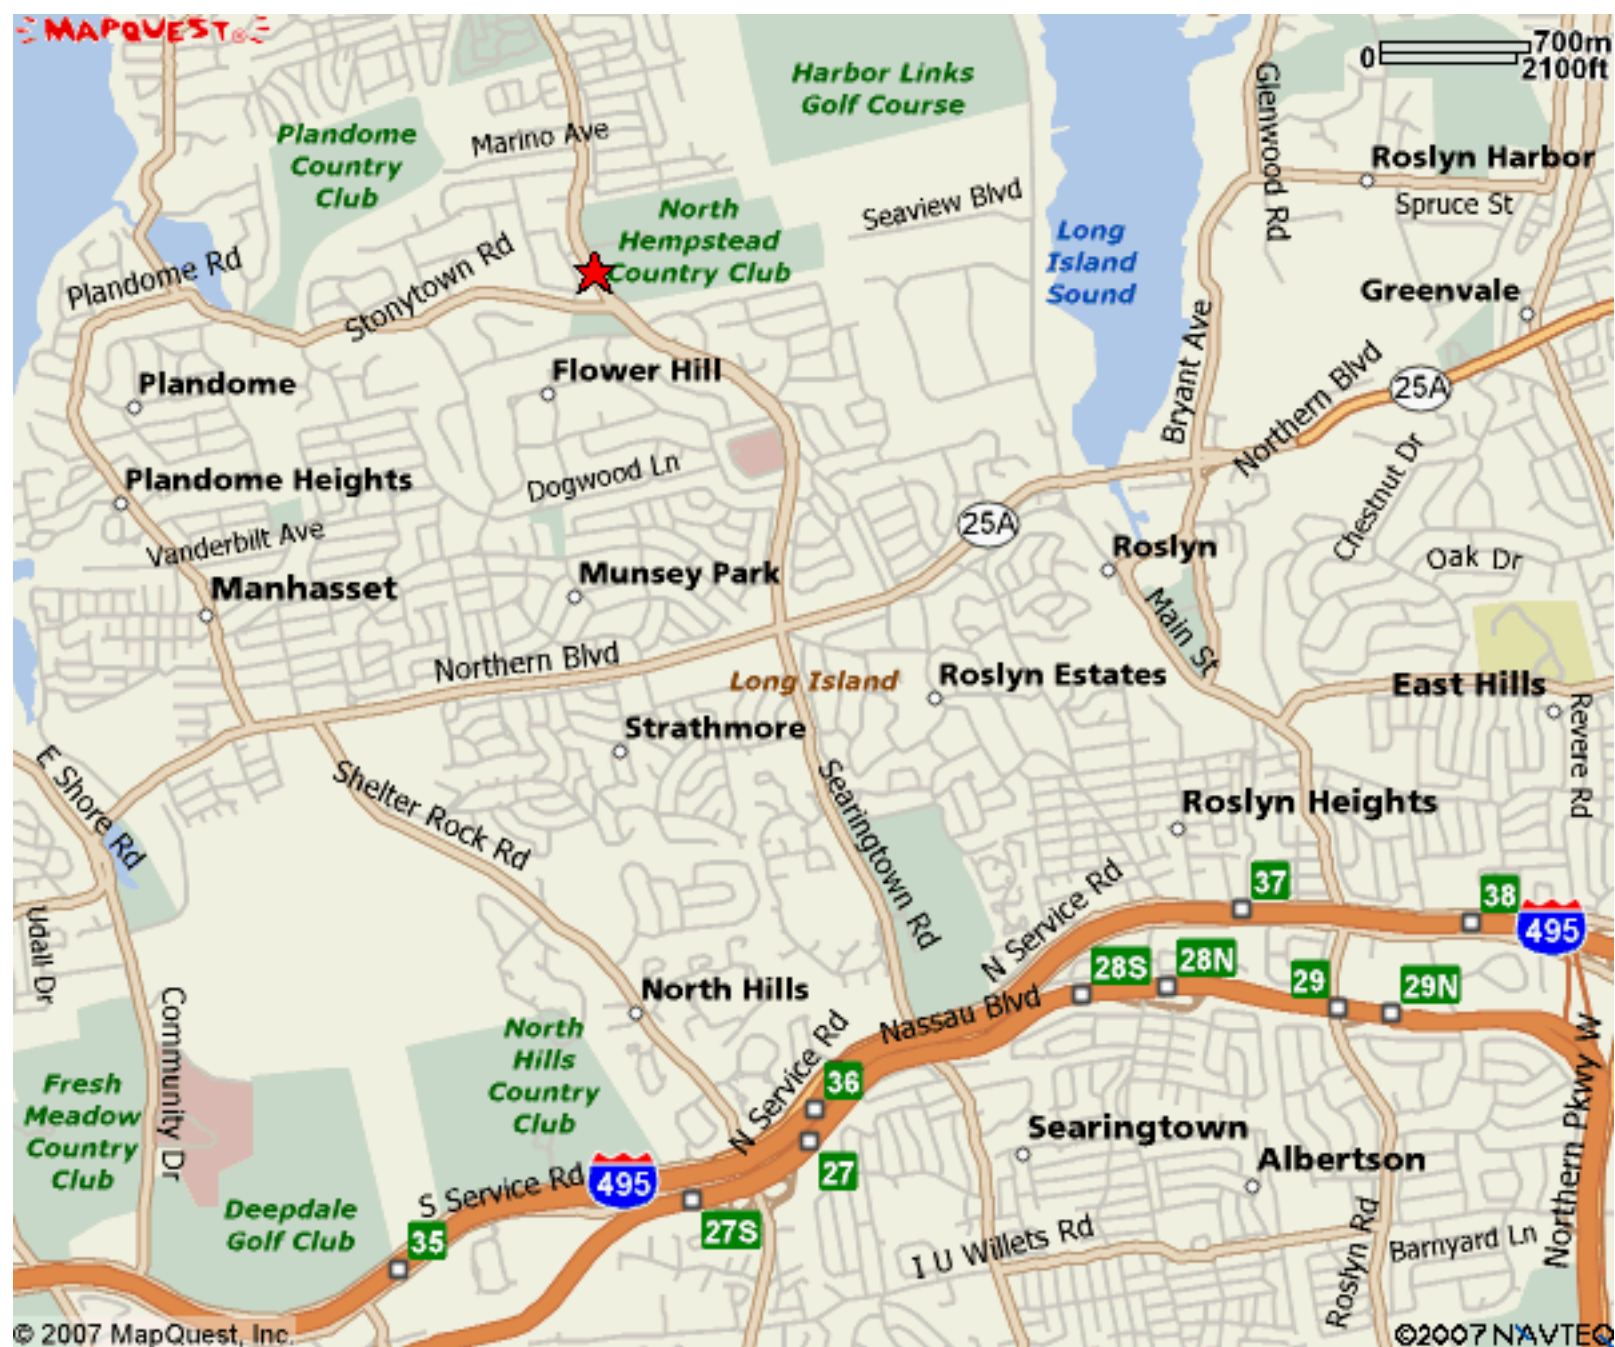 MAPQUEST®
0
700m
2100ft
Harbor Links
Golf Course
Plandome
Country
Club
Marino Ave
Glenwood Rd
Roslyn Harbor
Spruce St
North
Hempstead
Country Club
Seaview Blvd
Long
Island
Sound
Plandome Rd
Stonytown Rd
Greenvale
Bryant Ave
Northern Blvd
25A
Flower Hill
Plandome
Plandome Heights
Dogwood Ln
25A
Chestnut Dr
Vanderbilt Ave
Roslyn
Oak Dr
Manhasset
Munsey Park
Main St
Northern Blvd
Long Island
Roslyn Estates
East Hills
Revere Rd
Strathmore
E Shore Rd
Shelter Rock Rd
Searingtown Rd
Roslyn Heights
N Service Rd
37
38
495
Udall Dr
28S
28N
29
29N
North Hills
Nassau Blvd
Community Dr
North
Hills
Country
Club
N Service Rd
36
Northern Pkwy W
Fresh
Meadow
Country
Club
Searingtown
Albertson
27
S Service Rd
495
27S
Deepdale
Golf Club
35
I U Willets Rd
Roslyn Rd
Barnyard Ln
© 2007 MapQuest, Inc.
©2007 NAVTEQ